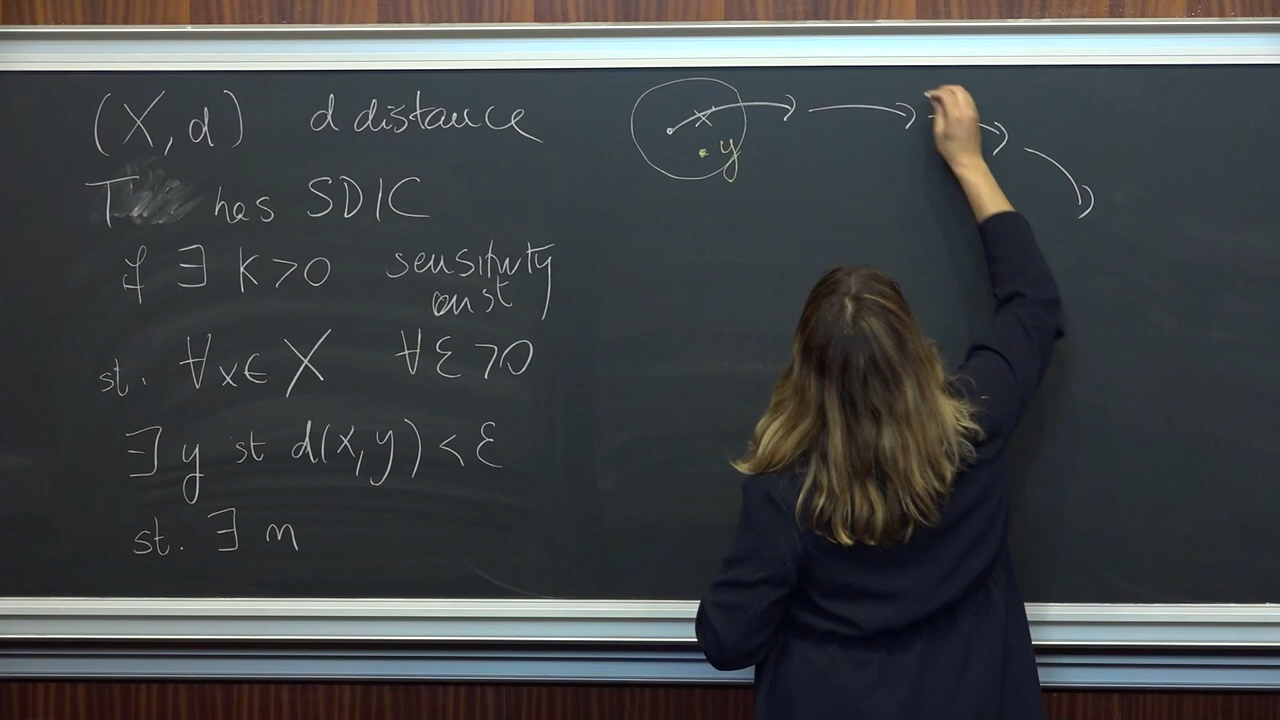 (X, d) d distance
T has SDIC
if ∃ K>0 sensitivity
const
st. ∀ x∈ X ∀ε>0
∃ y st d(x,y)<ε
st. ∃ n
x
y